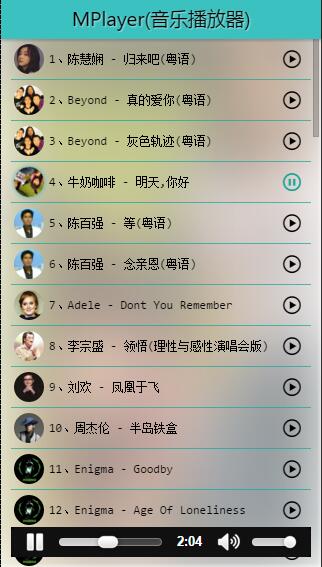 MPlayer(音乐播放器)
1、陈慧娴 - 归来吧(粤语)
2、Beyond - 真的爱你(粤语)
3、Beyond - 灰色轨迹(粤语)
4、牛奶咖啡 - 明天,你好
5、陈百强 - 等(粤语)
6、陈百强 - 念亲恩(粤语)
7、Adele - Dont You Remember
8、李宗盛 - 领悟(理性与感性演唱会版)
9、刘欢 - 凤凰于飞
10、周杰伦 - 半岛铁盒
11、Enigma - Goodby
12、Enigma - Age Of Loneliness
2:04